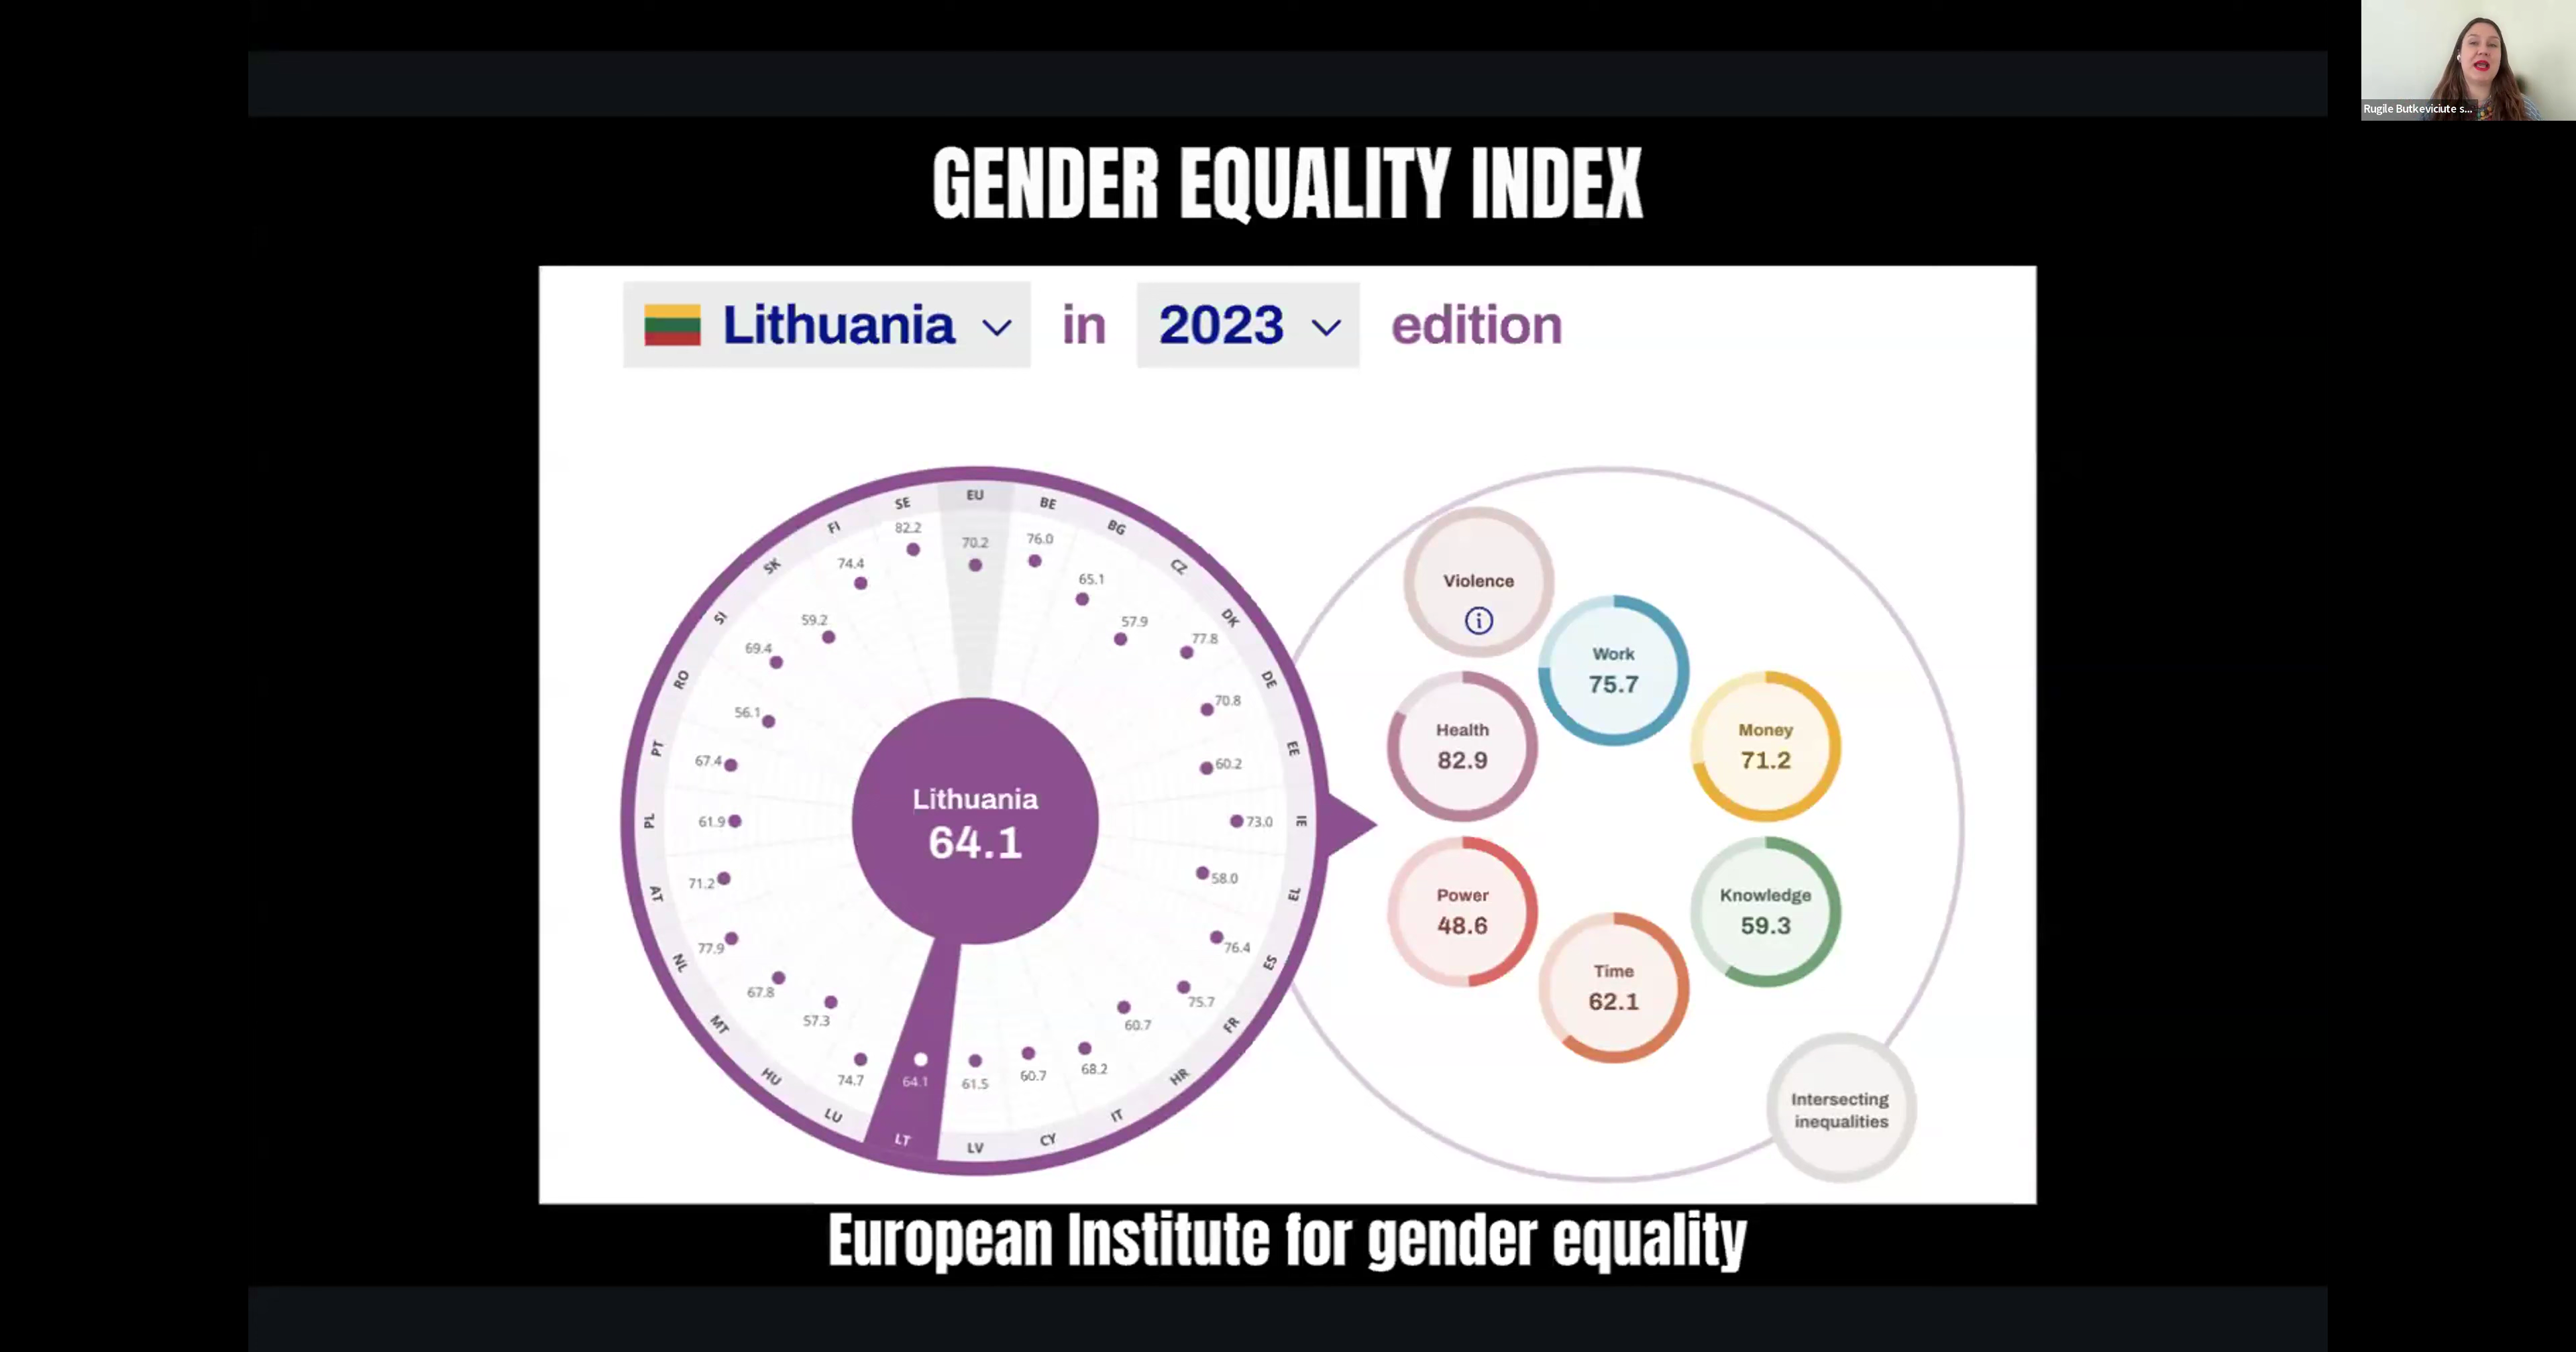 Rugile Butkeviciute s...
GENDER EQUALITY INDEX
Lithuania in 2023 edition
EU
70.2
BE
76.0
BG
65.1
CZ
57.9
DK
77.8
DE
70.8
EE
60.2
IE
73.0
EL
58.0
ES
76.4
FR
75.7
HR
60.7
IT
68.2
CY
60.7
LV
61.5
LT
64.1
LU
74.7
HU
57.3
MT
67.8
NL
77.9
AT
71.2
PL
61.9
PT
67.4
RO
56.1
SI
69.4
SK
59.2
FI
74.4
SE
82.2
Lithuania
64.1
Violence
i
Work
75.7
Health
82.9
Money
71.2
Power
48.6
Knowledge
59.3
Time
62.1
Intersecting
inequalities
European Institute for gender equality